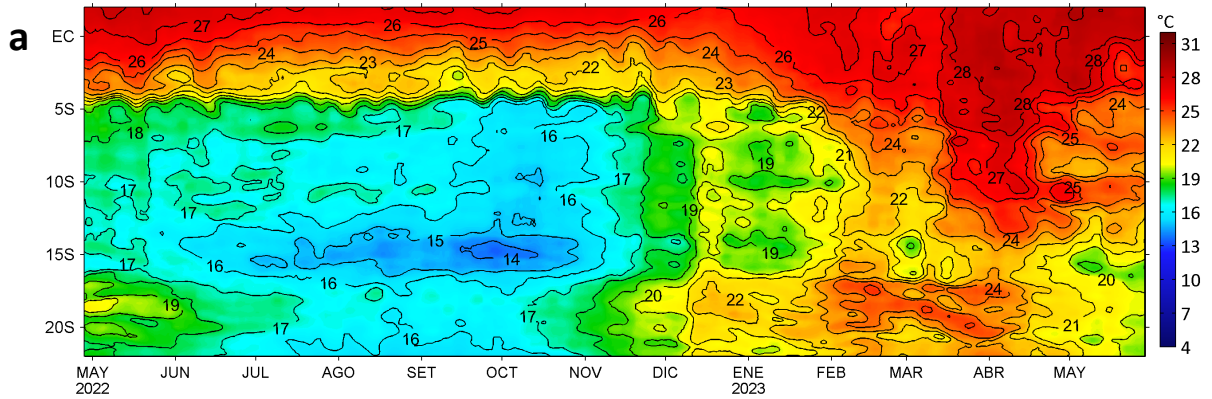 a
°C
EC
5S
10S
15S
20S
27 26 26 26 27 28 28
26 24 23 25 22 24 23 26 28 24
18 17 16 22 24 25
17 16 17 19 21 27 25
17 16 19 22
17 16 15 14 19 24
19 16 20 22 24 20
17 16 17 21
31
28
25
22
19
16
13
10
7
4
MAY JUN JUL AGO SET OCT NOV DIC ENE FEB MAR ABR MAY
2022 2023